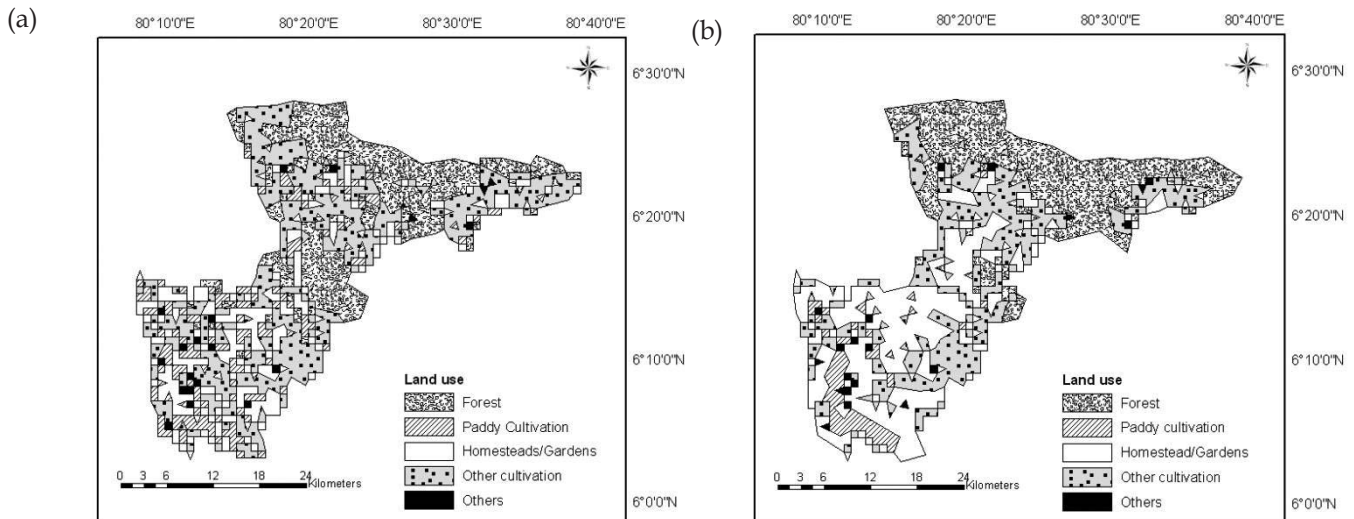 (a)
80°10'0"E 80°20'0"E 80°30'0"E 80°40'0"E
6°30'0"N
6°20'0"N
6°10'0"N
6°0'0"N
Land use
Forest
Paddy Cultivation
Homesteads/Gardens
Other cultivation
Others
0 3 6 12 18 24
Kilometers
(b)
80°10'0"E 80°20'0"E 80°30'0"E 80°40'0"E
6°30'0"N
6°20'0"N
6°10'0"N
6°0'0"N
Land use
Forest
Paddy Cultivation
Homestead/Gardens
Other cultivation
Others
0 3 6 12 18 24
Kilometers